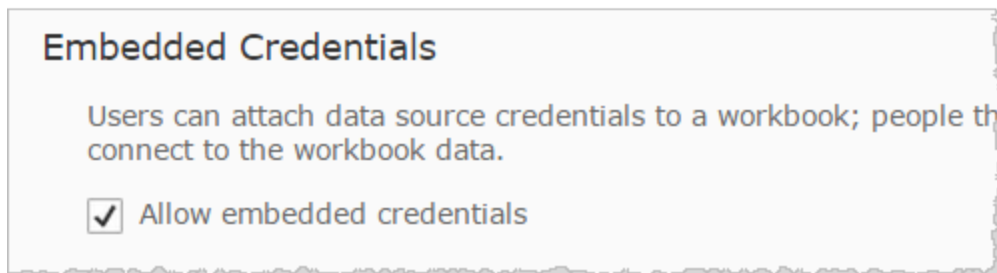 Embedded Credentials
Users can attach data source credentials to a workbook; people
connect to the workbook data.
Allow embedded credentials